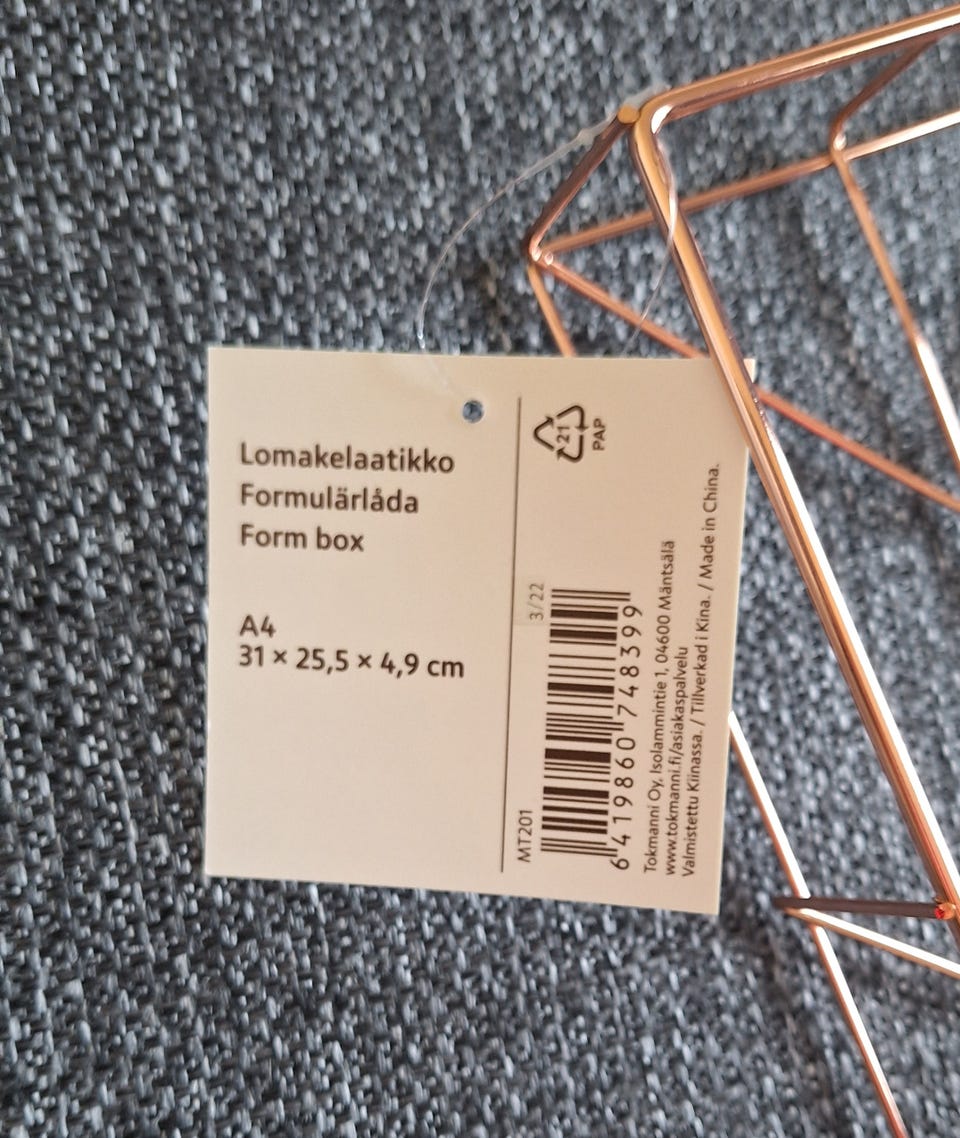 Lomakelaatikko
Formulärlåda
Form box
A4
31 × 25,5 × 4,9 cm
21
PAP
3/22
MT201
6 419860 748399
Tokmanni Oy, Isolammintie 1, 04600 Mäntsälä
www.tokmanni.fi/asiakaspalvelu
Valmistettu Kiinassa. / Tillverkad i Kina. / Made in China.